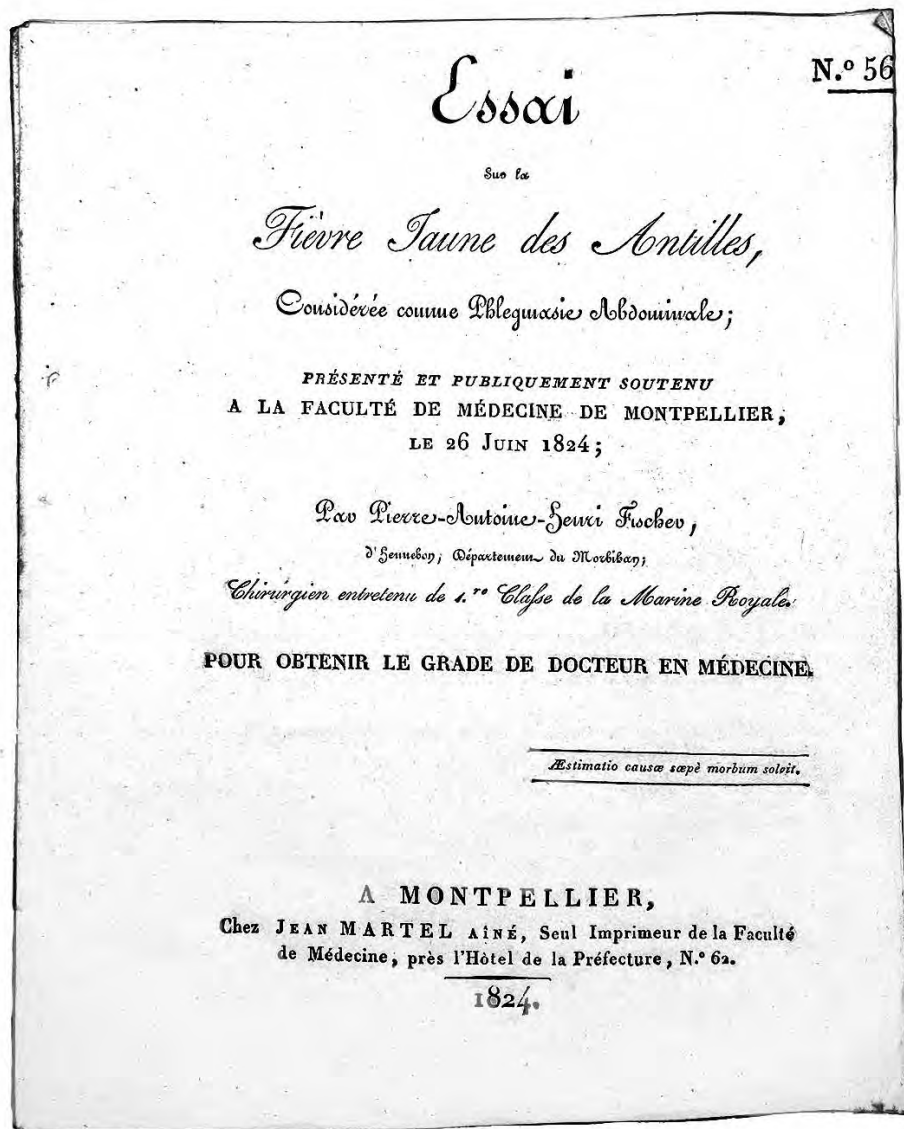 N.º 56
Essai
Sur la
Fièvre Jaune des Antilles,
Considérée comme Phlegmasie Abdominale;
PRÉSENTÉ ET PUBLIQUEMENT SOUTENU
A LA FACULTÉ DE MÉDECINE DE MONTPELLIER,
LE 26 JUIN 1824;
Par Pierre-Antoine-Henri Fischer,
d'Hennebon, Département du Morbihan;
Chirurgien entretenu de 1.re Classe de la Marine Royale.
POUR OBTENIR LE GRADE DE DOCTEUR EN MÉDECINE.
Æstimatio causæ sæpè morbum solvit.
A MONTPELLIER,
Chez JEAN MARTEL AÎNÉ, Seul Imprimeur de la Faculté
de Médecine, près l'Hôtel de la Préfecture, N.º 62.
1824.